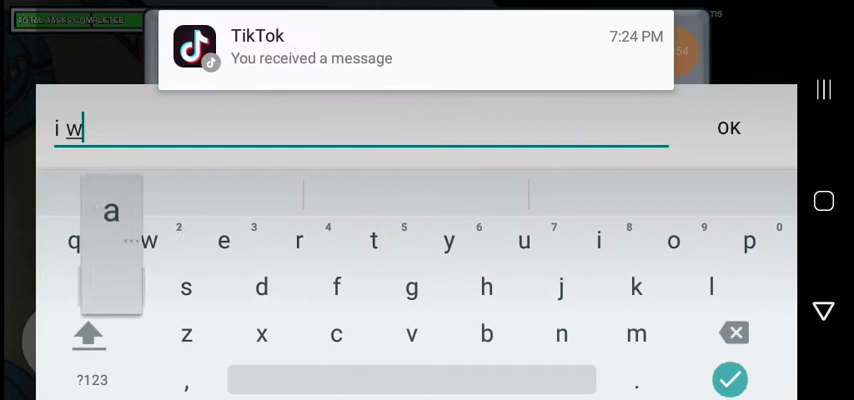 TOTAL TASKS COMPLETED
TikTok
7:24 PM
You received a message
54
i w
OK
a
q w 2 e 3 r 4 t 5 y 6 u 7 i 8 o 9 p 0
s d f g h j k l
z x c v b n m
?123 , .